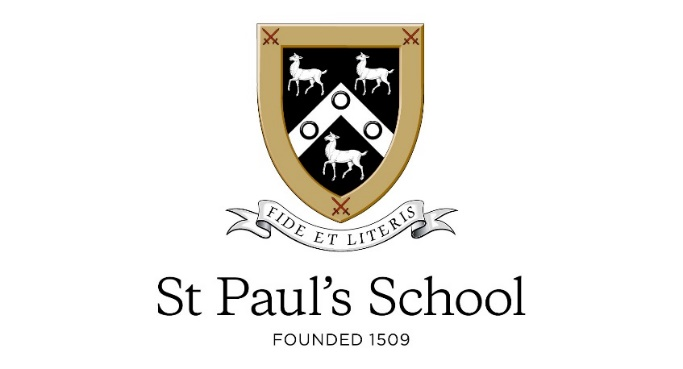 FIDE ET LITERIS
St Paul’s School
FOUNDED 1509